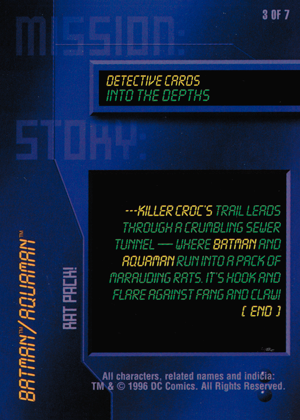 3 OF 7
MISSION:
DETECTIVE CARDS
INTO THE DEPTHS
STORY:
---KILLER CROC'S TRAIL LEADS
THROUGH A CRUMBLING SEWER
TUNNEL — WHERE BATMAN AND
AQUAMAN RUN INTO A PACK OF
MARAUDING RATS. IT'S HOOK AND
FLARE AGAINST FANG AND CLAW!
[ END ]
BATMAN™/AQUAMAN™
RAT PACK!
All characters, related names and indicia:
TM & © 1996 DC Comics. All Rights Reserved.